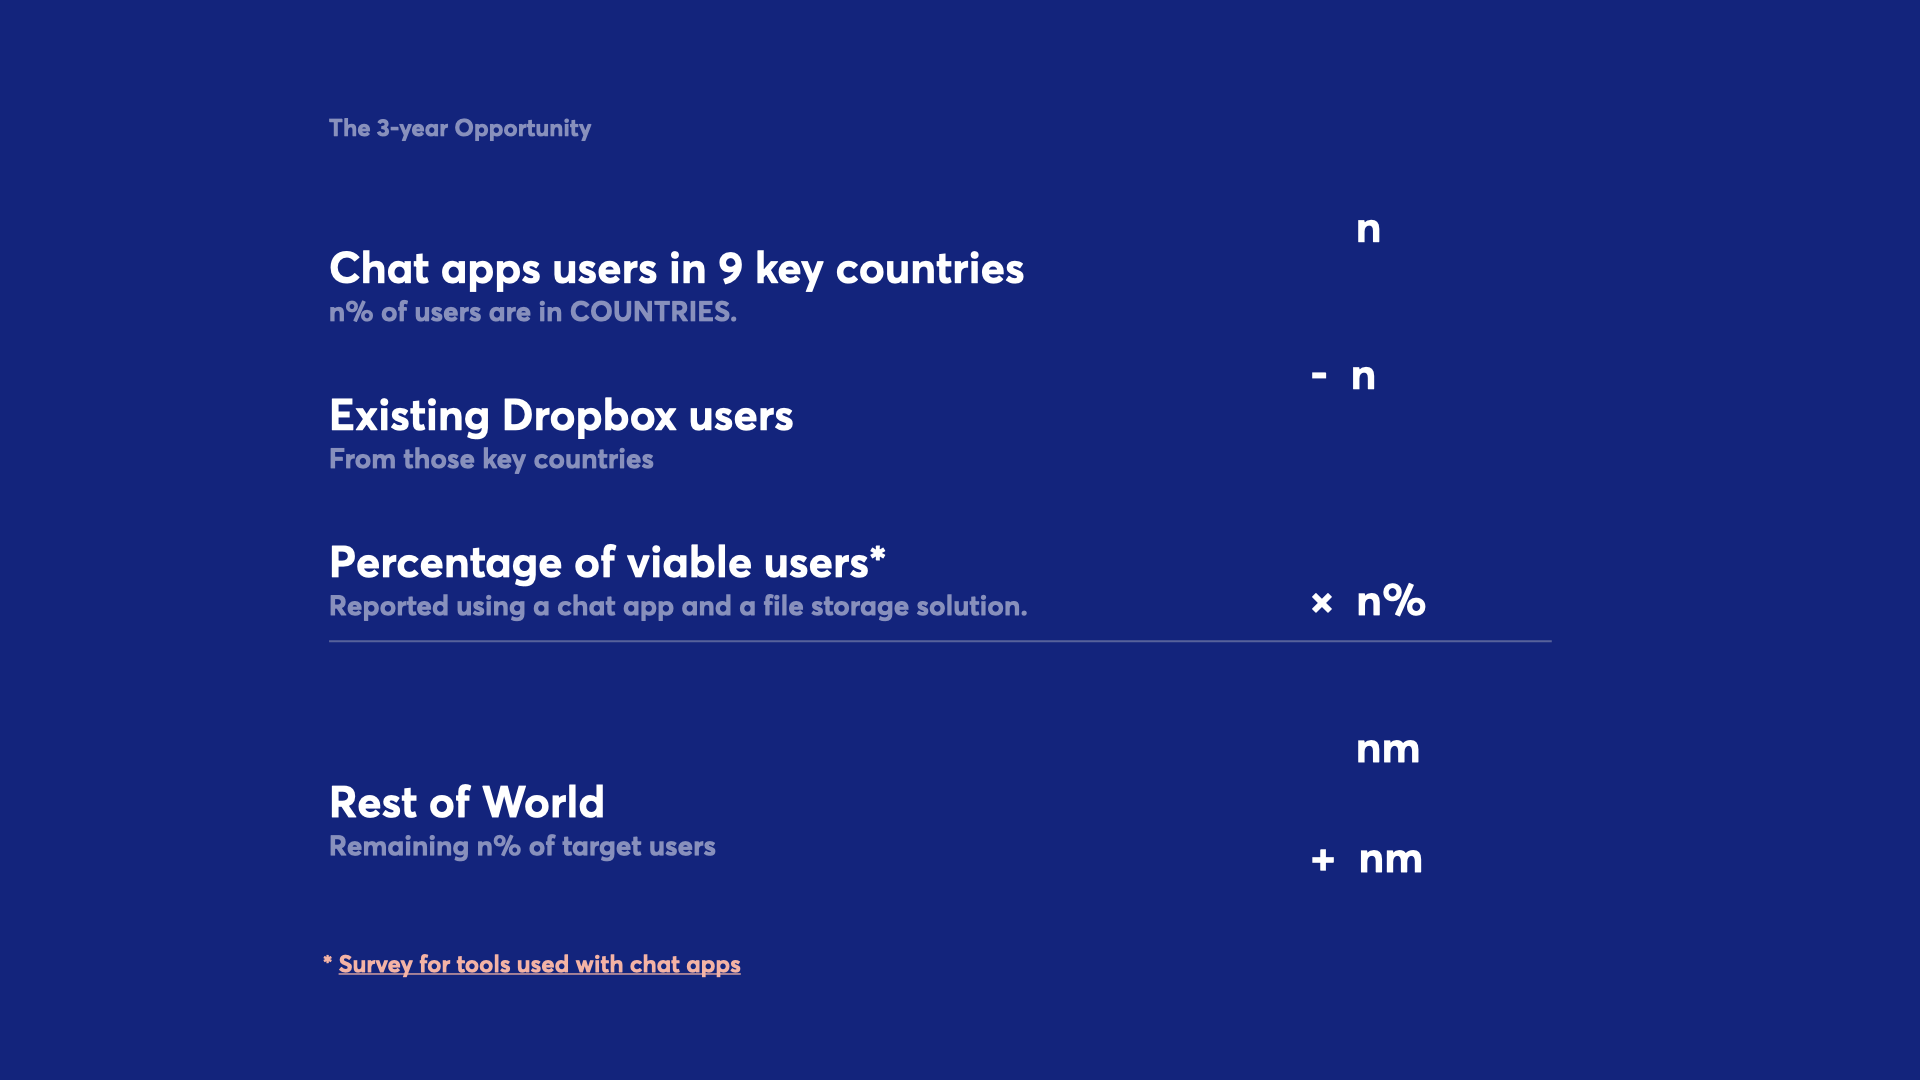 The 3-year Opportunity
n
Chat apps users in 9 key countries
n% of users are in COUNTRIES.
- n
Existing Dropbox users
From those key countries
Percentage of viable users*
Reported using a chat app and a file storage solution.
× n%
nm
Rest of World
Remaining n% of target users
+ nm
* Survey for tools used with chat apps